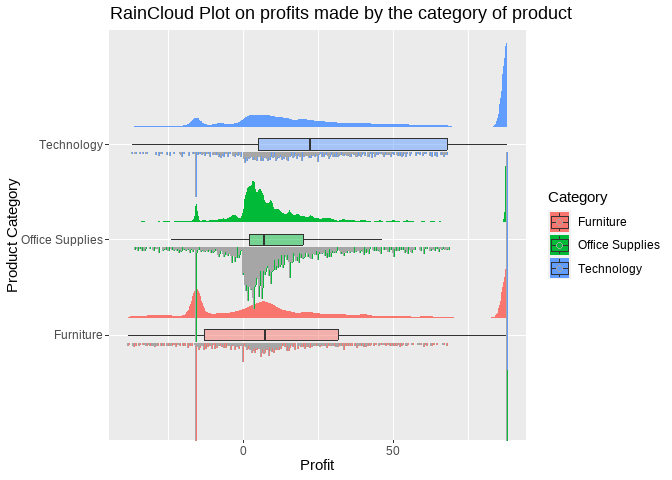 RainCloud Plot on profits made by the category of product
Product Category
Technology
Office Supplies
Furniture
0
50
Profit
Category
Furniture
Office Supplies
Technology